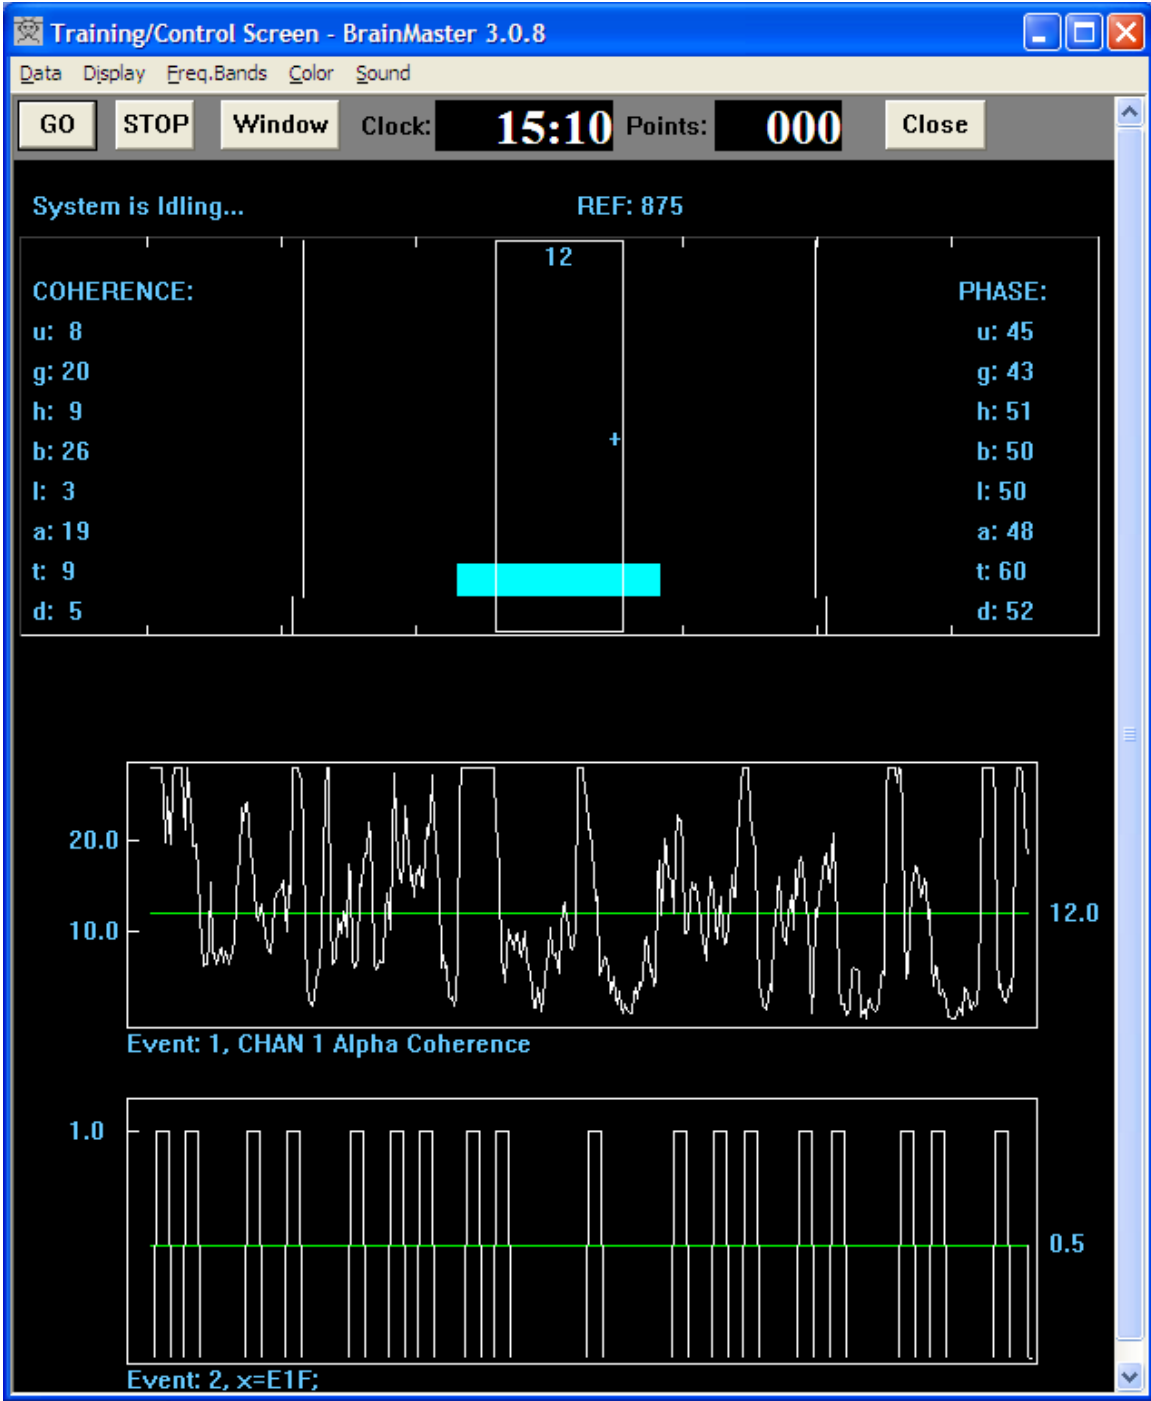 Training/Control Screen - BrainMaster 3.0.8
Data Display Freq.Bands Color Sound
GO STOP Window Clock: 15:10 Points: 000 Close
System is Idling... REF: 875
12
COHERENCE: PHASE:
u: 8 u: 45
g: 20 g: 43
h: 9 h: 51
b: 26 b: 50
l: 3 l: 50
a: 19 a: 48
t: 9 t: 60
d: 5 d: 52
20.0
12.0
10.0
Event: 1, CHAN 1 Alpha Coherence
1.0
0.5
Event: 2, x=E1F;